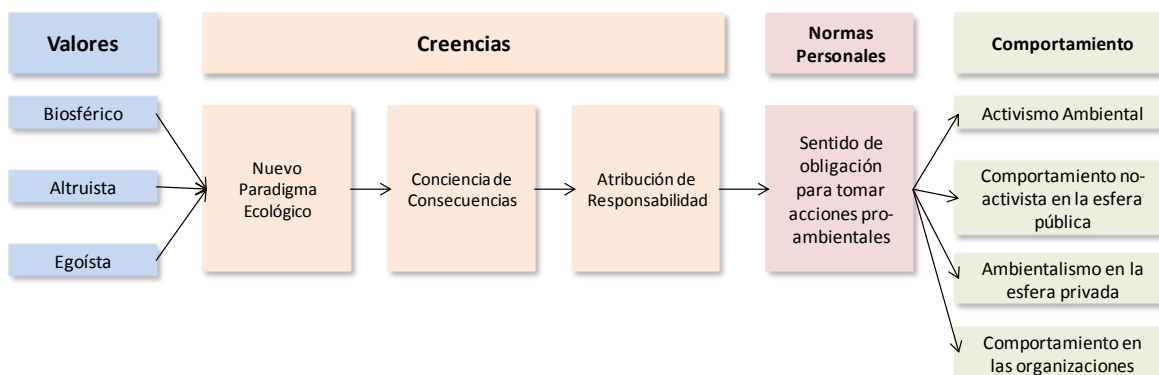 Valores
Creencias
Normas
Personales
Comportamiento
Biosférico
Altruista
Egoísta
Nuevo
Paradigma
Ecológico
Conciencia de
Consecuencias
Atribución de
Responsabilidad
Sentido de
obligación
para tomar
acciones pro-
ambientales
Activismo Ambiental
Comportamiento no-
activista en la esfera
pública
Ambientalismo en la
esfera privada
Comportamiento en
las organizaciones